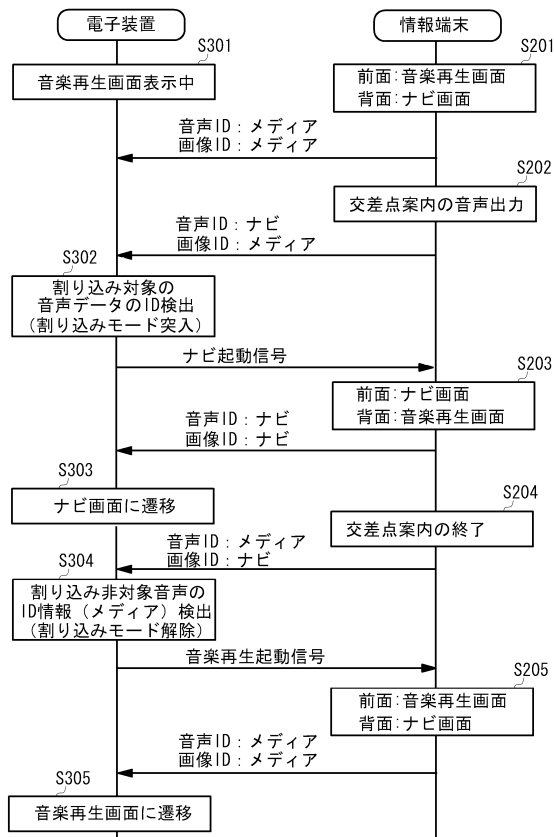 電子装置
情報端末
S301
音楽再生画面表示中
S201
前面:音楽再生画面
背面:ナビ画面
音声ID:メディア
画像ID:メディア
S202
交差点案内の音声出力
音声ID:ナビ
画像ID:メディア
S302
割り込み対象の
音声データのID検出
(割り込みモード突入)
ナビ起動信号
S203
前面:ナビ画面
背面:音楽再生画面
音声ID:ナビ
画像ID:ナビ
S303
ナビ画面に遷移
S204
交差点案内の終了
音声ID:メディア
画像ID:ナビ
S304
割り込み非対象音声の
ID情報(メディア)検出
(割り込みモード解除)
音楽再生起動信号
S205
前面:音楽再生画面
背面:ナビ画面
音声ID:メディア
画像ID:メディア
S305
音楽再生画面に遷移